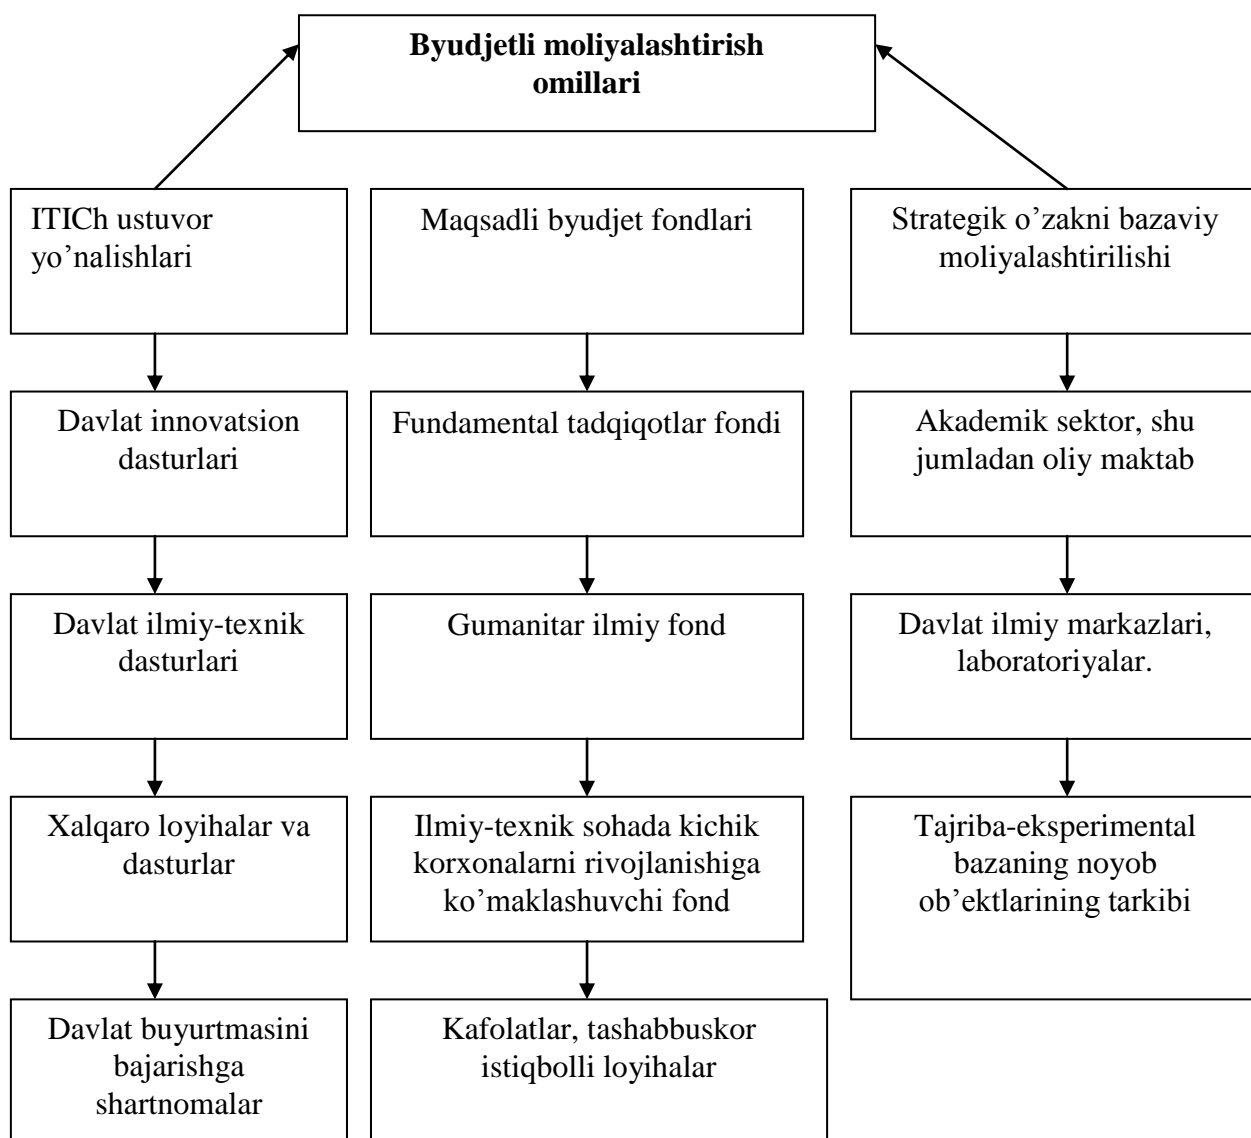 Byudjetli moliyalashtirish
omillari
ITICh ustuvor
yo’nalishlari
Maqsadli byudjet fondlari
Strategik o’zakni bazaviy
moliyalashtirilishi
Davlat innovatsion
dasturlari
Fundamental tadqiqotlar fondi
Akademik sektor, shu
jumladan oliy maktab
Davlat ilmiy-texnik
dasturlari
Gumanitar ilmiy fond
Davlat ilmiy markazlari,
laboratoriyalar.
Xalqaro loyihalar va
dasturlar
Ilmiy-texnik sohada kichik
korxonalarni rivojlanishiga
ko’maklashuvchi fond
Tajriba-eksperimental
bazaning noyob
ob’ektlarining tarkibi
Davlat buyurtmasini
bajarishga
shartnomalar
Kafolatlar, tashabbuskor
istiqbolli loyihalar